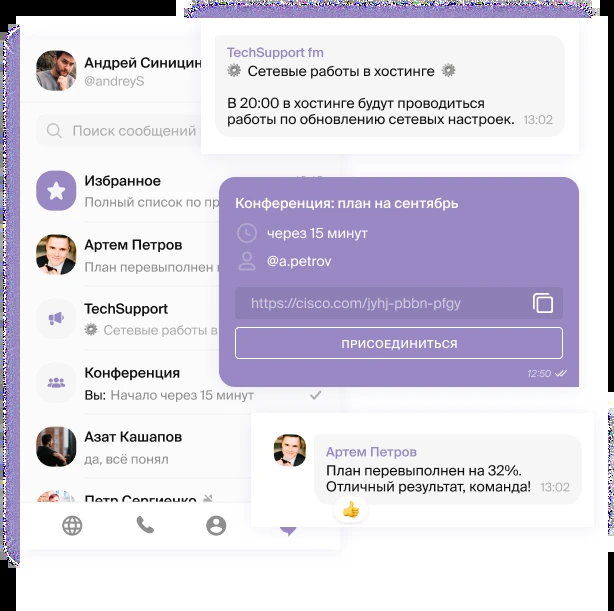 Андрей Синицин
@andreyS
Поиск сообщений
Избранное
Полный список по
Артем Петров
План перевыполнен
TechSupport
Сетевые работы в
Конференция
Вы: Начало через 15 минут
Азат Кашапов
да, всё понял
Петр Сергиенко
TechSupport fm
Сетевые работы в хостинге
В 20:00 в хостинге будут проводиться
работы по обновлению сетевых настроек. 13:02
Конференция: план на сентябрь
через 15 минут
@a.petrov
https://cisco.com/jyhj-pbbn-pfgy
ПРИСОЕДИНИТЬСЯ
12:50
Артем Петров
План перевыполнен на 32%.
Отличный результат, команда! 13:02